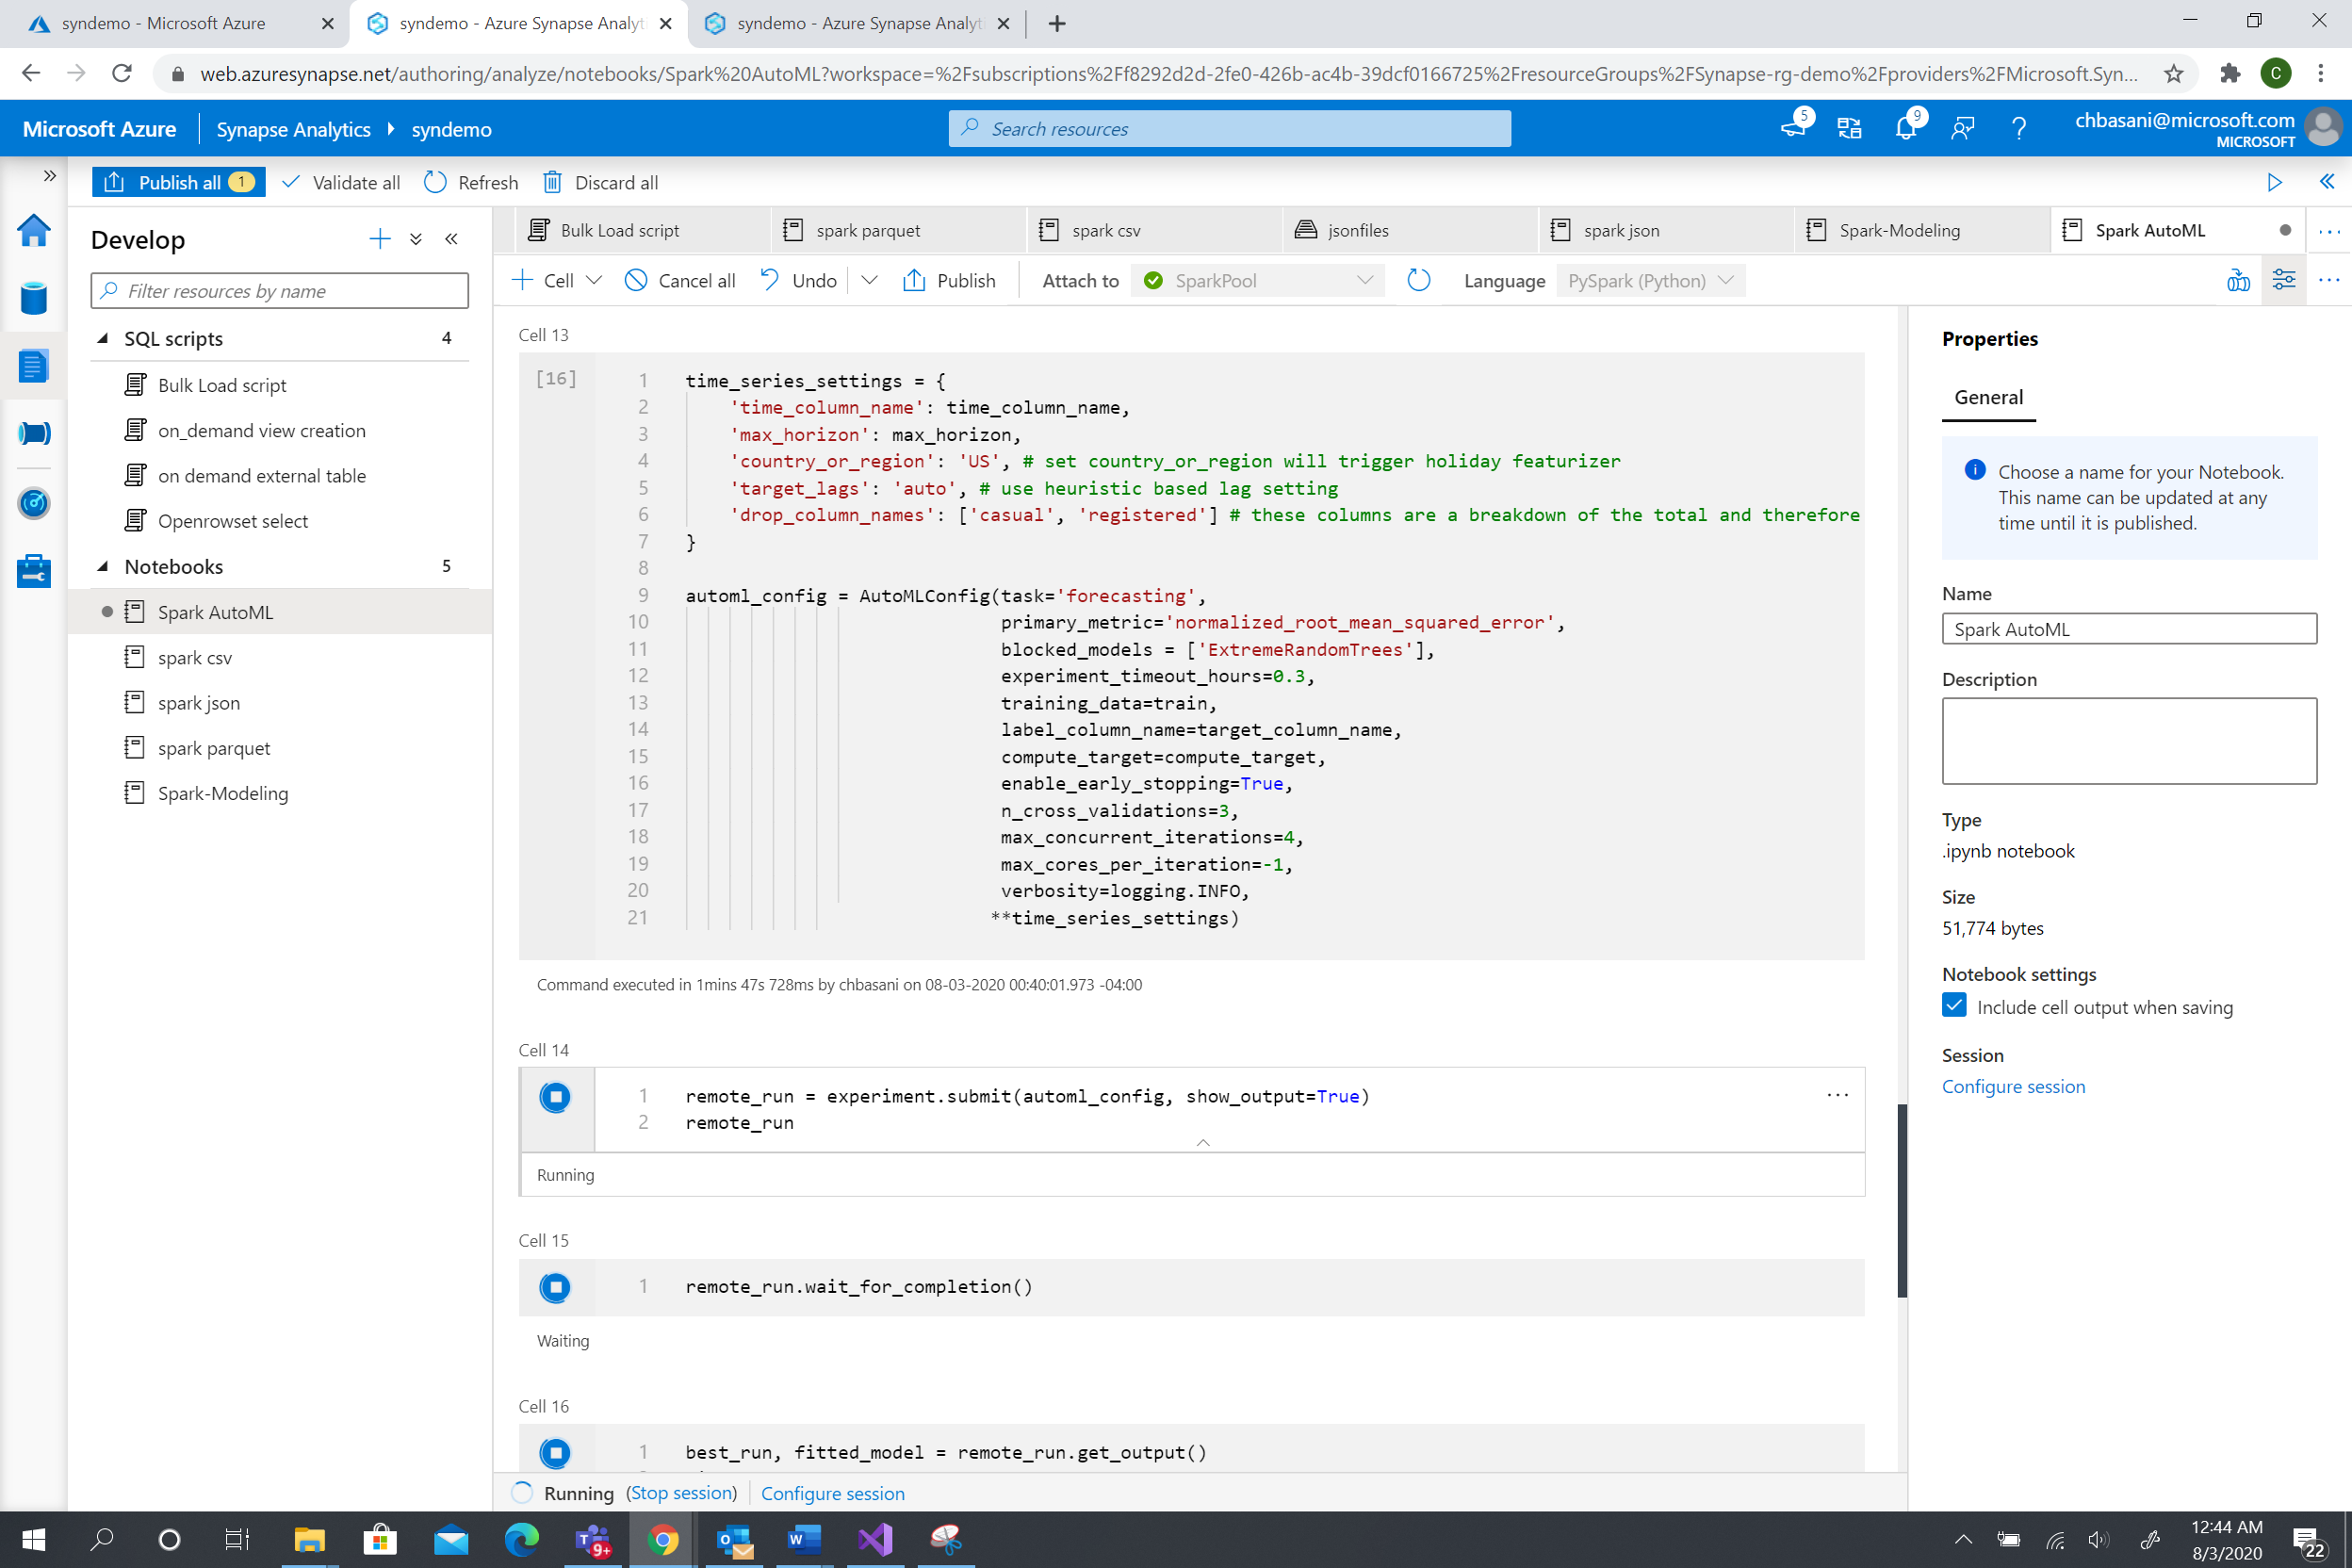 syndemo - Microsoft Azure
syndemo - Azure Synapse Analyt
syndemo - Azure Synapse Analyt
web.azuresynapse.net/authoring/analyze/notebooks/Spark%20AutoML?workspace=%2Fsubscriptions%2Ff8292d2d-2fe0-426b-ac4b-39dcf0166725%2FresourceGroups%2FSynapse-rg-demo%2Fproviders%2FMicrosoft.Syn...
C
Microsoft Azure
Synapse Analytics
syndemo
Search resources
5
9
chbasani@microsoft.com
MICROSOFT
Publish all 1
Validate all
Refresh
Discard all
Develop
Filter resources by name
SQL scripts 4
Bulk Load script
on_demand view creation
on demand external table
Openrowset select
Notebooks 5
Spark AutoML
spark csv
spark json
spark parquet
Spark-Modeling
Bulk Load script
spark parquet
spark csv
jsonfiles
spark json
Spark-Modeling
Spark AutoML
Cell
Cancel all
Undo
Publish
Attach to SparkPool
Language PySpark (Python)
Cell 13
[16]
1 time_series_settings = {
2 'time_column_name': time_column_name,
3 'max_horizon': max_horizon,
4 'country_or_region': 'US', # set country_or_region will trigger holiday featurizer
5 'target_lags': 'auto', # use heuristic based lag setting
6 'drop_column_names': ['casual', 'registered'] # these columns are a breakdown of the total and therefore
7 }
8
9 automl_config = AutoMLConfig(task='forecasting',
10 primary_metric='normalized_root_mean_squared_error',
11 blocked_models = ['ExtremeRandomTrees'],
12 experiment_timeout_hours=0.3,
13 training_data=train,
14 label_column_name=target_column_name,
15 compute_target=compute_target,
16 enable_early_stopping=True,
17 n_cross_validations=3,
18 max_concurrent_iterations=4,
19 max_cores_per_iteration=-1,
20 verbosity=logging.INFO,
21 **time_series_settings)
Command executed in 1mins 47s 728ms by chbasani on 08-03-2020 00:40:01.973 -04:00
Cell 14
1 remote_run = experiment.submit(automl_config, show_output=True)
2 remote_run
Running
Cell 15
1 remote_run.wait_for_completion()
Waiting
Cell 16
1 best_run, fitted_model = remote_run.get_output()
Running (Stop session) Configure session
Properties
General
Choose a name for your Notebook.
This name can be updated at any
time until it is published.
Name
Spark AutoML
Description
Type
.ipynb notebook
Size
51,774 bytes
Notebook settings
Include cell output when saving
Session
Configure session
9+
12:44 AM
8/3/2020
22